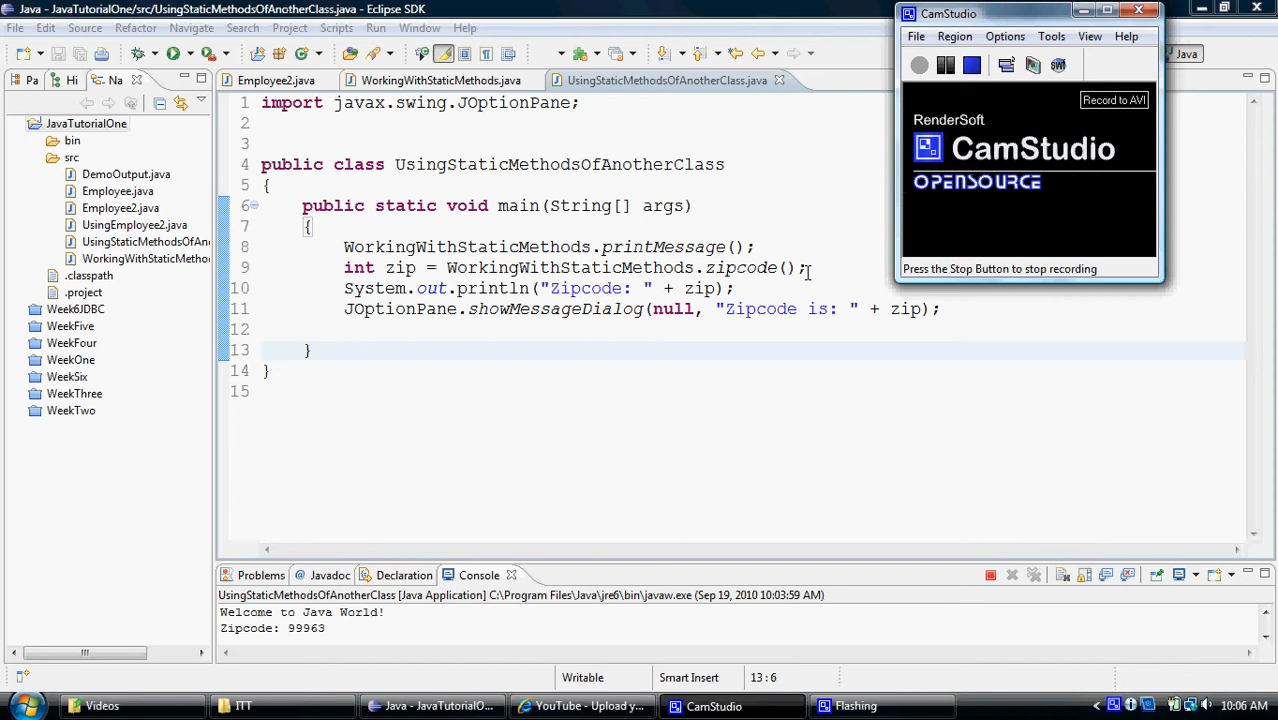 Java - JavaTutorialOne/src/UsingStaticMethodsOfAnotherClass.java - Eclipse SDK
File Edit Source Refactor Navigate Search Project Scripts Run Window Help
Java
Pa Hi Na
Employee2.java WorkingWithStaticMethods.java UsingStaticMethodsOfAnotherClass.java
JavaTutorialOne
bin
src
DemoOutput.java
Employee.java
Employee2.java
UsingEmployee2.java
UsingStaticMethodsOfAn
WorkingWithStaticMetho
.classpath
.project
Week6JDBC
WeekFive
WeekFour
WeekOne
WeekSix
WeekThree
WeekTwo
1 import javax.swing.JOptionPane;
2
3
4 public class UsingStaticMethodsOfAnotherClass
5 {
6 public static void main(String[] args)
7 {
8 WorkingWithStaticMethods.printMessage();
9 int zip = WorkingWithStaticMethods.zipcode();
10 System.out.println("Zipcode: " + zip);
11 JOptionPane.showMessageDialog(null, "Zipcode is: " + zip);
12
13 }
14 }
15
CamStudio
File Region Options Tools View Help
Record to AVI
RenderSoft
CamStudio
OPENSOURCE
Press the Stop Button to stop recording
Problems @ Javadoc Declaration Console
UsingStaticMethodsOfAnotherClass [Java Application] C:\Program Files\Java\jre6\bin\javaw.exe (Sep 19, 2010 10:03:59 AM)
Welcome to Java World!
Zipcode: 99963
Writable Smart Insert 13 : 6
Videos ITT Java - JavaTutorialO... YouTube - Upload y... CamStudio Flashing 10:06 AM